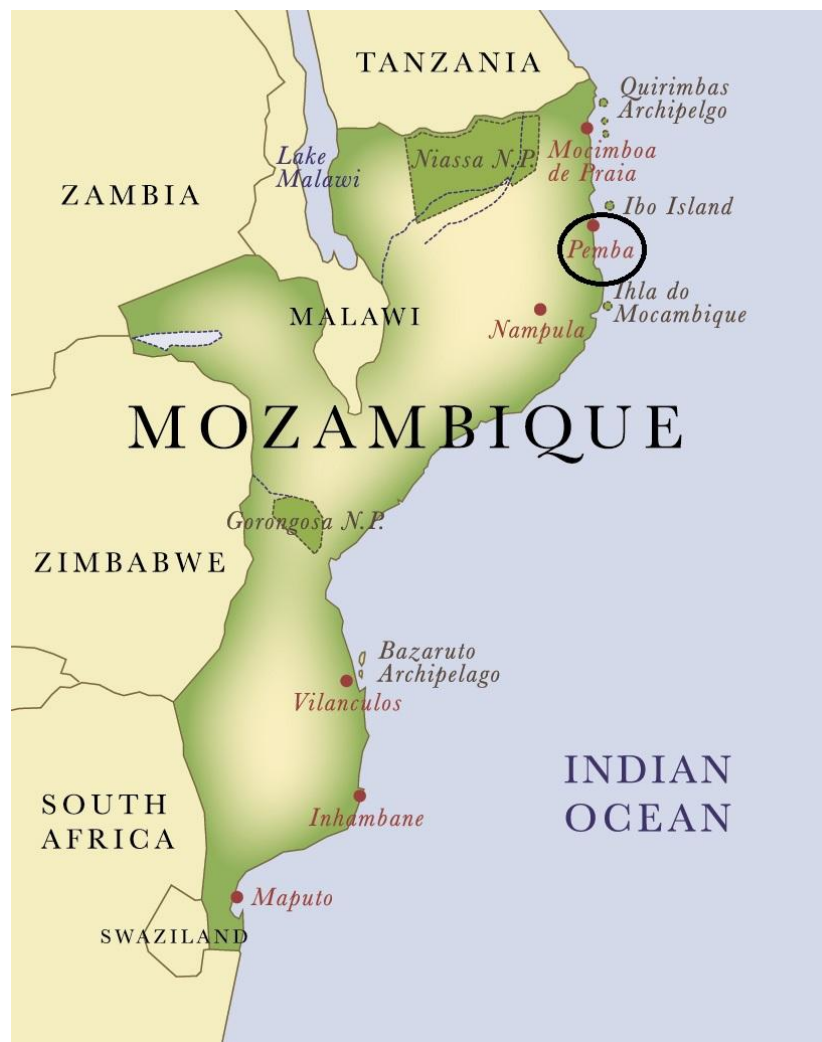 TANZANIA
Quirimbas
Archipelgo
Lake
Malawi
Niassa N.P.
Mocimboa
de Praia
ZAMBIA
Ibo Island
Pemba
Ihla do
Mocambique
MALAWI
Nampula
MOZAMBIQUE
Gorongosa N.P.
ZIMBABWE
Bazaruto
Archipelago
Vilanculos
INDIAN
OCEAN
SOUTH
AFRICA
Inhambane
Maputo
SWAZILAND